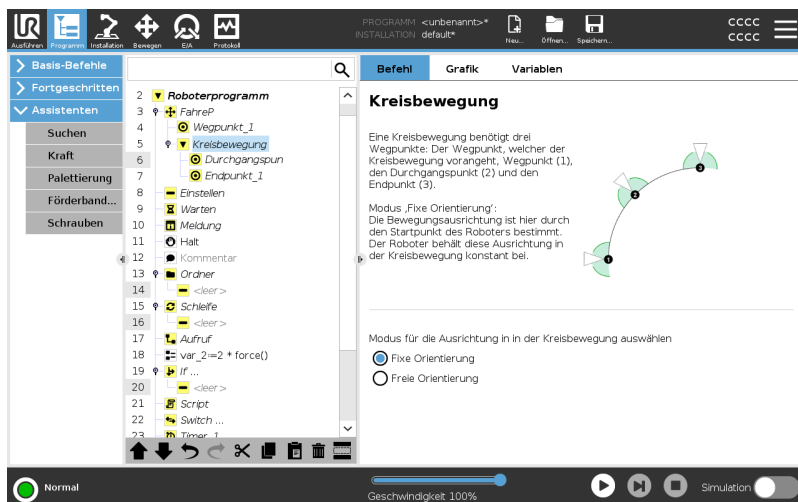 UR
PROGRAMM <unbenannt>*
INSTALLATION default*
cccc
cccc
Ausführen Programm Installation Bewegen E/A Protokoll Neu... Öffnen... Speichern...
Basis-Befehle
Fortgeschritten
Assistenten
Suchen
Kraft
Palettierung
Förderband...
Schrauben
2 Roboterprogramm
3 FahreP
4 Wegpunkt_1
5 Kreisbewegung
6 Durchgangspun
7 Endpunkt_1
8 Einstellen
9 Warten
10 Meldung
11 Halt
12 Kommentar
13 Ordner
14 <leer>
15 Schleife
16 <leer>
17 Aufruf
18 var_2:=2 * force()
19 If ...
20 <leer>
21 Script
22 Switch ...
23 Timer_1
Befehl Grafik Variablen
Kreisbewegung
Eine Kreisbewegung benötigt drei
Wegpunkte: Der Wegpunkt, welcher der
Kreisbewegung vorangeht, Wegpunkt (1),
den Durchgangspunkt (2) und den
Endpunkt (3).
Modus ‚Fixe Orientierung‘:
Die Bewegungsausrichtung ist hier durch
den Startpunkt des Roboters bestimmt.
Der Roboter behält diese Ausrichtung in
der Kreisbewegung konstant bei.
3
2
1
Modus für die Ausrichtung in in der Kreisbewegung auswählen
Fixe Orientierung
Freie Orientierung
Normal
Geschwindigkeit 100%
Simulation